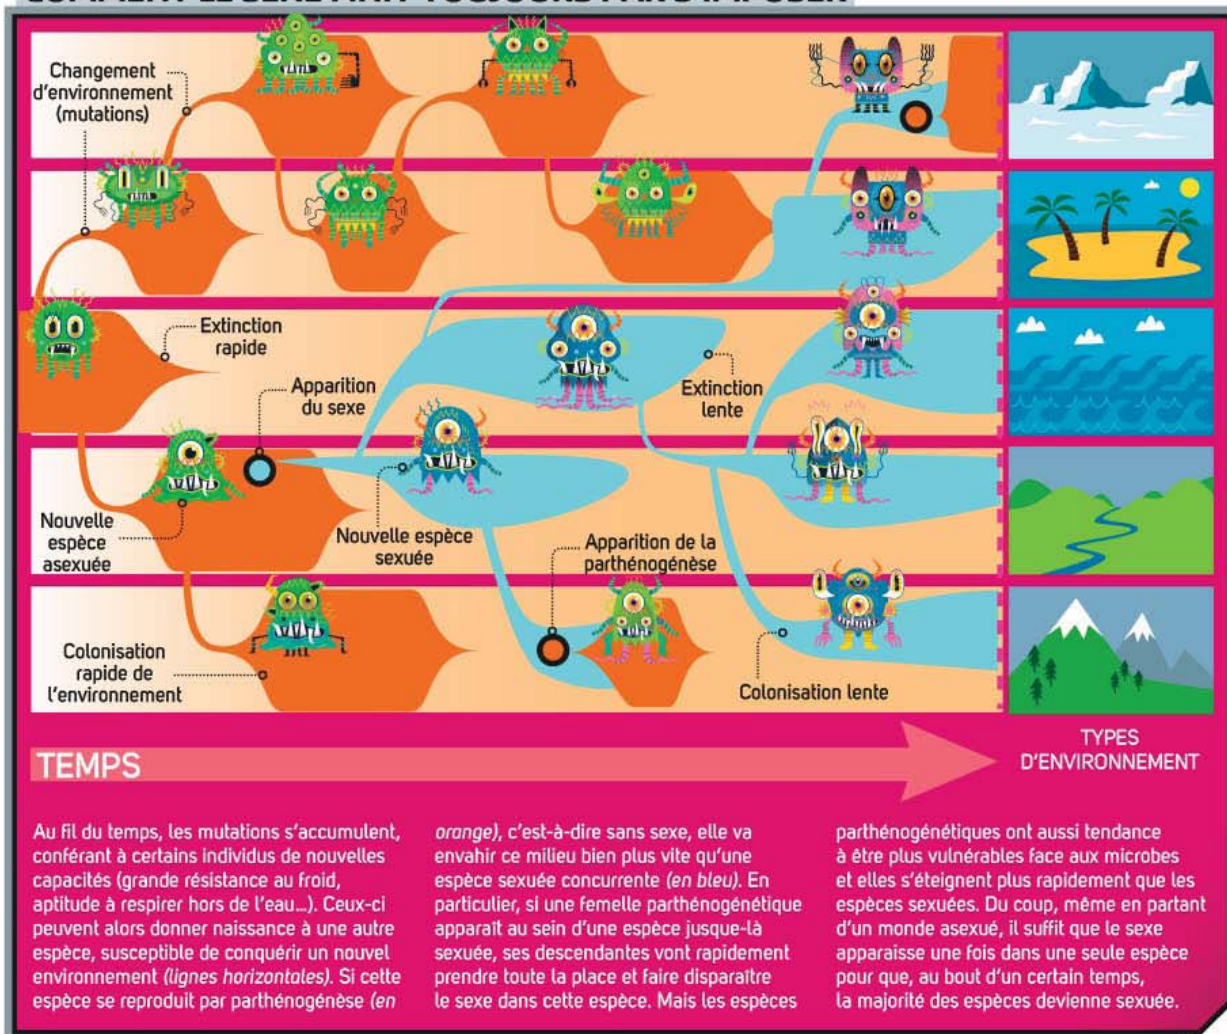 Changement
d'environnement
(mutations)
Extinction
rapide
Apparition
du sexe
Extinction
lente
Nouvelle
espèce
asexuée
Nouvelle espèce
sexuée
Apparition de la
parthénogénèse
Colonisation
rapide de
l'environnement
Colonisation lente
TEMPS
TYPES
D'ENVIRONNEMENT
Au fil du temps, les mutations s'accumulent,
conférant à certains individus de nouvelles
capacités (grande résistance au froid,
aptitude à respirer hors de l'eau...). Ceux-ci
peuvent alors donner naissance à une autre
espèce, susceptible de conquérir un nouvel
environnement (lignes horizontales). Si cette
espèce se reproduit par parthénogenèse (en
orange), c'est-à-dire sans sexe, elle va
envahir ce milieu bien plus vite qu'une
espèce sexuée concurrente (en bleu). En
particulier, si une femelle parthénogénétique
apparaît au sein d'une espèce jusque-là
sexuée, ses descendantes vont rapidement
prendre toute la place et faire disparaître
le sexe dans cette espèce. Mais les espèces
parthénogénétiques ont aussi tendance
à être plus vulnérables face aux microbes
et elles s'éteignent plus rapidement que les
espèces sexuées. Du coup, même en partant
d'un monde asexué, il suffit que le sexe
apparaisse une fois dans une seule espèce
pour que, au bout d'un certain temps,
la majorité des espèces devienne sexuée.